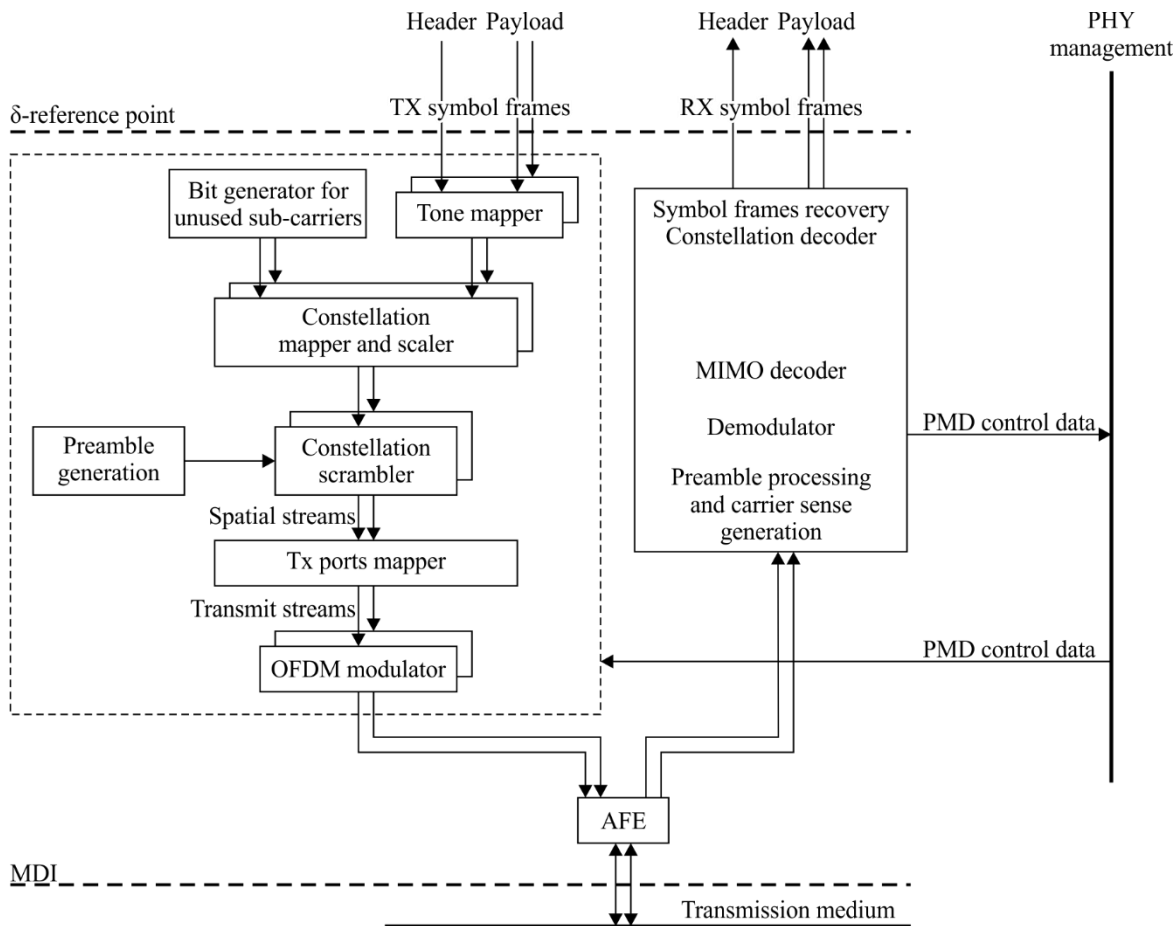 Header Payload
Header Payload
PHY
management
TX symbol frames
RX symbol frames
δ-reference point
Bit generator for
unused sub-carriers
Tone mapper
Symbol frames recovery
Constellation decoder
Constellation
mapper and scaler
MIMO decoder
Preamble
generation
Constellation
scrambler
Demodulator
PMD control data
Preamble processing
and carrier sense
generation
Spatial streams
Tx ports mapper
Transmit streams
OFDM modulator
PMD control data
AFE
MDI
Transmission medium